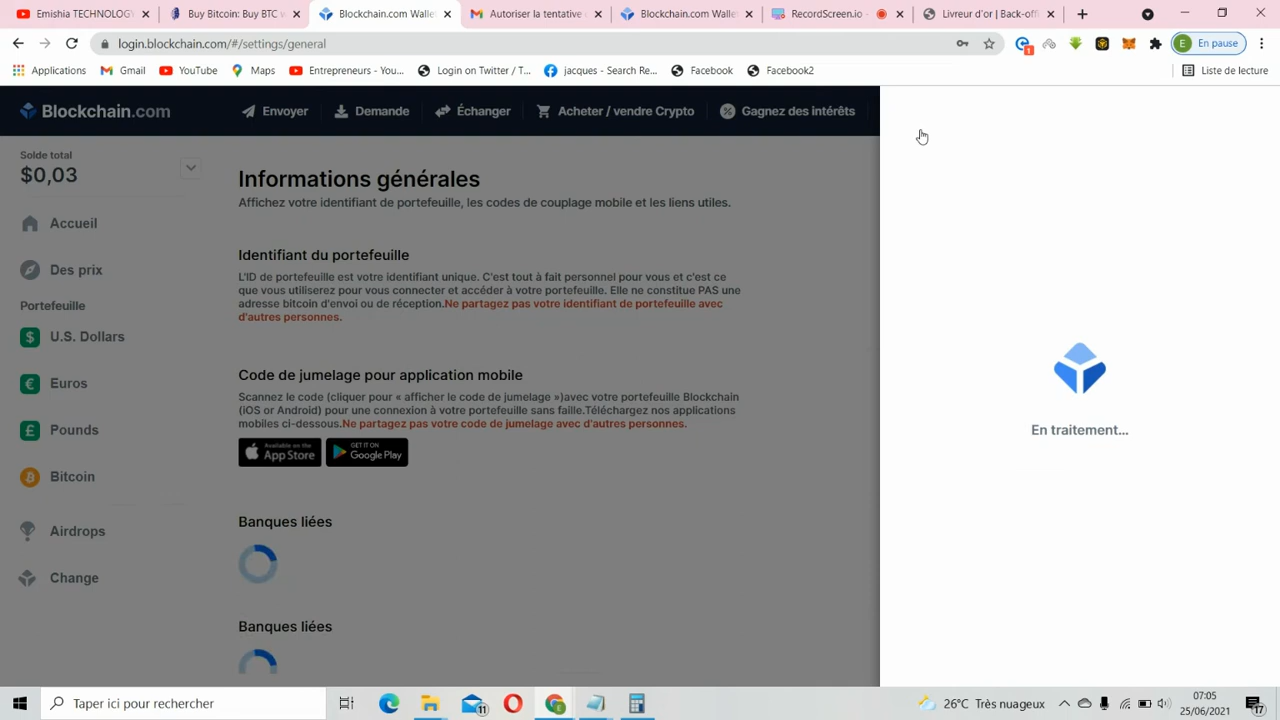 Emishia TECHNOLOGY
Buy Bitcoin: Buy BTC w
Blockchain.com Walle
Autoriser la tentative d
Blockchain.com Walle
RecordScreen.io -
Livreur d'or | Back-offi
login.blockchain.com/#/settings/general
1
E
En pause
Applications
Gmail
YouTube
Maps
Entrepreneurs - You...
Login on Twitter / T...
jacques - Search Re...
Facebook
Facebook2
Liste de lecture
Blockchain.com
Envoyer
Demande
Échanger
Acheter / vendre Crypto
Gagnez des intérêts
Solde total
$0,03
Accueil
Des prix
Portefeuille
U.S. Dollars
Euros
Pounds
Bitcoin
Airdrops
Change
Informations générales
Affichez votre identifiant de portefeuille, les codes de couplage mobile et les liens utiles.
Identifiant du portefeuille
L'ID de portefeuille est votre identifiant unique. C'est tout à fait personnel pour vous et c'est ce
que vous utiliserez pour vous connecter et accéder à votre portefeuille. Elle ne constitue PAS une
adresse bitcoin d'envoi ou de réception.Ne partagez pas votre identifiant de portefeuille avec
d'autres personnes.
Code de jumelage pour application mobile
Scannez le code (cliquer pour « afficher le code de jumelage »)avec votre portefeuille Blockchain
(iOS or Android) pour une connexion à votre portefeuille sans faille.Téléchargez nos applications
mobiles ci-dessous.Ne partagez pas votre code de jumelage avec d'autres personnes.
Available on the
App Store
GET IT ON
Google Play
Banques liées
Banques liées
En traitement...
Taper ici pour rechercher
11
26°C Très nuageux
07:05
25/06/2021
17